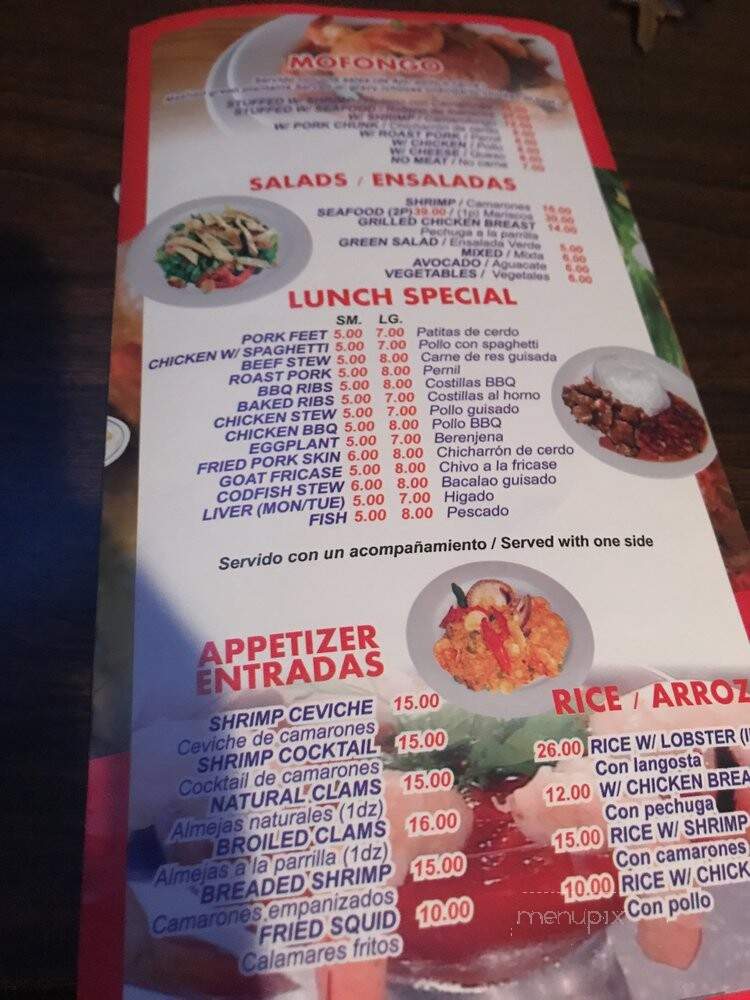 MOFONGO
STUFFED W/
STUFFED W/ SEAFOOD /
W/ SHRIMP /
W/ PORK CHUNK / Chicharrón de cerdo
W/ ROAST PORK / Pernil
W/ CHICKEN / Pollo
W/ CHEESE / Queso
NO MEAT / No carne 7.00
SALADS / ENSALADAS
SHRIMP / Camarones 16.00
SEAFOOD (2P) 39.00 / (1p) Mariscos 20.00
GRILLED CHICKEN BREAST 14.00
Pechuga a la parrilla
GREEN SALAD / Ensalada Verde 5.00
MIXED / Mixta 6.00
AVOCADO / Aguacate 6.00
VEGETABLES / Vegetales 6.00
LUNCH SPECIAL
SM. LG.
PORK FEET 5.00 7.00 Patitas de cerdo
CHICKEN W/ SPAGHETTI 5.00 7.00 Pollo con spaghetti
BEEF STEW 5.00 8.00 Carne de res guisada
ROAST PORK 5.00 8.00 Pernil
BBQ RIBS 5.00 8.00 Costillas BBQ
BAKED RIBS 5.00 7.00 Costillas al horno
CHICKEN STEW 5.00 7.00 Pollo guisado
CHICKEN BBQ 5.00 8.00 Pollo BBQ
EGGPLANT 5.00 7.00 Berenjena
FRIED PORK SKIN 6.00 8.00 Chicharrón de cerdo
GOAT FRICASE 5.00 8.00 Chivo a la fricase
CODFISH STEW 6.00 8.00 Bacalao guisado
LIVER (MON/TUE) 5.00 7.00 Higado
FISH 5.00 8.00 Pescado
Servido con un acompañamiento / Served with one side
APPETIZER
ENTRADAS
SHRIMP CEVICHE 15.00
Ceviche de camarones
SHRIMP COCKTAIL 15.00
Cocktail de camarones
NATURAL CLAMS 15.00
Almejas naturales (1dz)
BROILED CLAMS 16.00
Almejas a la parrilla (1dz)
BREADED SHRIMP 15.00
Camarones empanizados
FRIED SQUID 10.00
Calamares fritos
RICE / ARROZ
26.00 RICE W/ LOBSTER
Con langosta
12.00 W/ CHICKEN BREA
Con pechuga
15.00 RICE W/ SHRIMP
Con camarones
10.00 RICE W/ CHICK
Con pollo
menupix